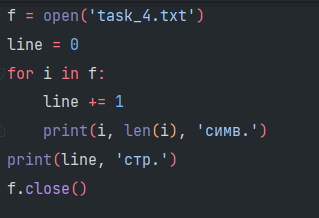 f = open('task_4.txt')
line = 0
for i in f:
    line += 1
    print(i, len(i), 'симв.')
print(line, 'стр.')
f.close()